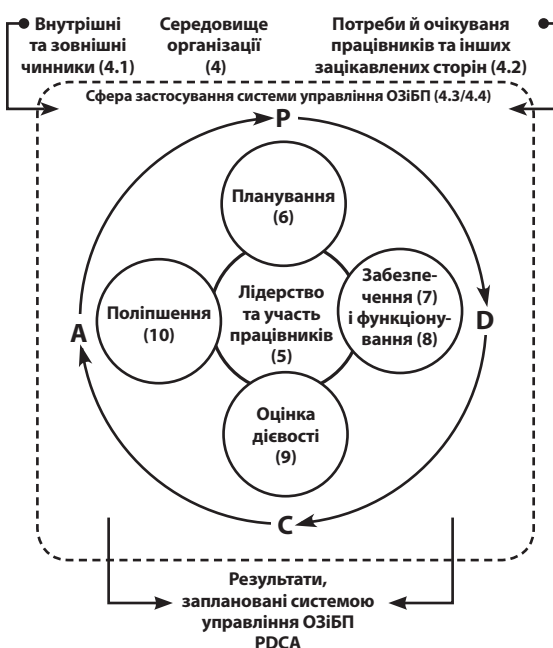 Внутрішні
та зовнішні
чинники (4.1)
Середовище
організації
(4)
Потреби й очікуваня
працівників та інших
зацікавлених сторін (4.2)
Сфера застосування системи управління ОЗіБП (4.3/4.4)
P
Планування
(6)
Поліпшення
(10)
Лідерство
та участь
працівників
(5)
Забезпе-
чення (7)
і функціону-
вання (8)
A
D
Оцінка
дієвості
(9)
C
Результати,
заплановані системою
управління ОЗіБП
PDCA